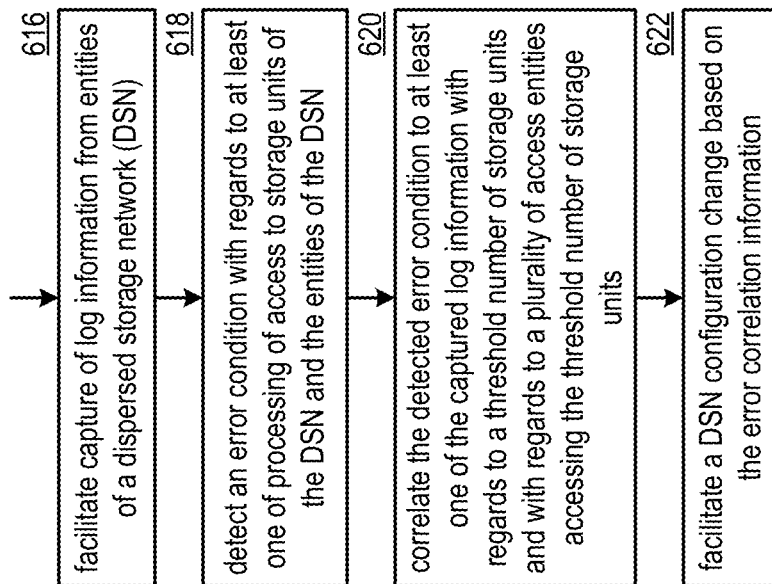 616
facilitate capture of log information from entities
of a dispersed storage network (DSN)
618
detect an error condition with regards to at least
one of processing of access to storage units of
the DSN and the entities of the DSN
620
correlate the detected error condition to at least
one of the captured log information with
regards to a threshold number of storage units
and with regards to a plurality of access entities
accessing the threshold number of storage
units
622
facilitate a DSN configuration change based on
the error correlation information